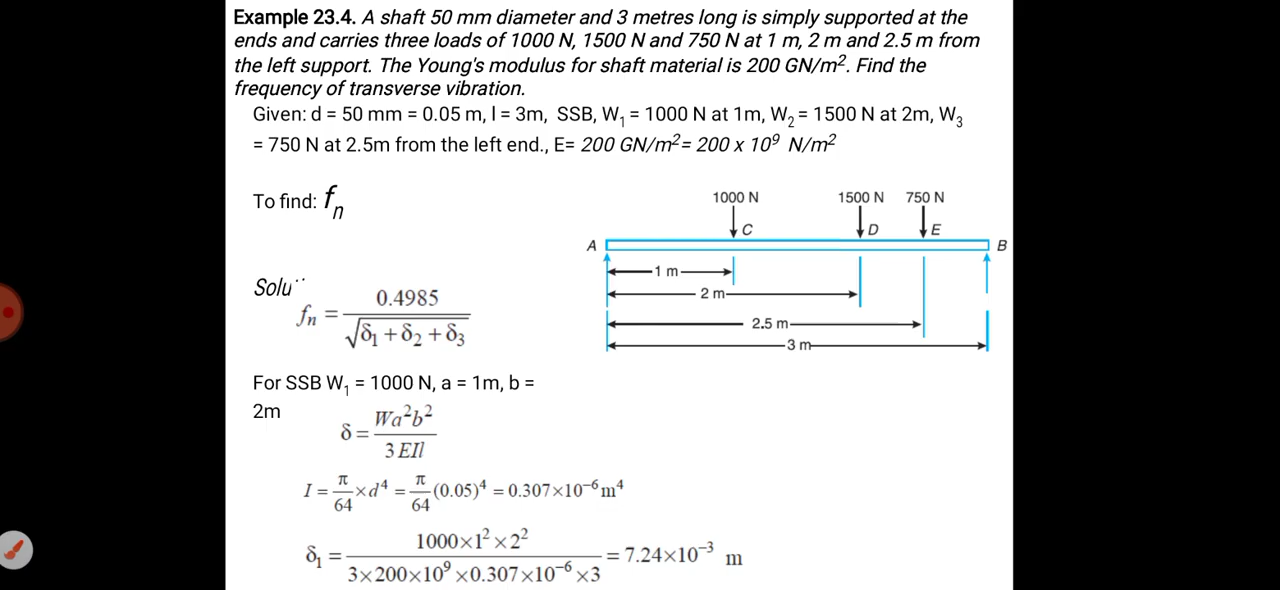 Example 23.4. A shaft 50 mm diameter and 3 metres long is simply supported at the
ends and carries three loads of 1000 N, 1500 N and 750 N at 1 m, 2 m and 2.5 m from
the left support. The Young's modulus for shaft material is 200 GN/m². Find the
frequency of transverse vibration.
Given: d = 50 mm = 0.05 m, l = 3m, SSB, W₁ = 1000 N at 1m, W₂ = 1500 N at 2m, W₃
= 750 N at 2.5m from the left end., E= 200 GN/m²= 200 x 10⁹ N/m²
To find: fₙ
1000 N 1500 N 750 N
C D E
A B
1 m
2 m
2.5 m
3 m
Solu
fₙ = 0.4985 / √(δ₁ + δ₂ + δ₃)
For SSB W₁ = 1000 N, a = 1m, b =
2m
δ = Wa²b² / 3 EIl
I = π/64 × d⁴ = π/64 (0.05)⁴ = 0.307×10⁻⁶ m⁴
δ₁ = 1000×1²×2² / 3×200×10⁹×0.307×10⁻⁶×3 = 7.24×10⁻³ m